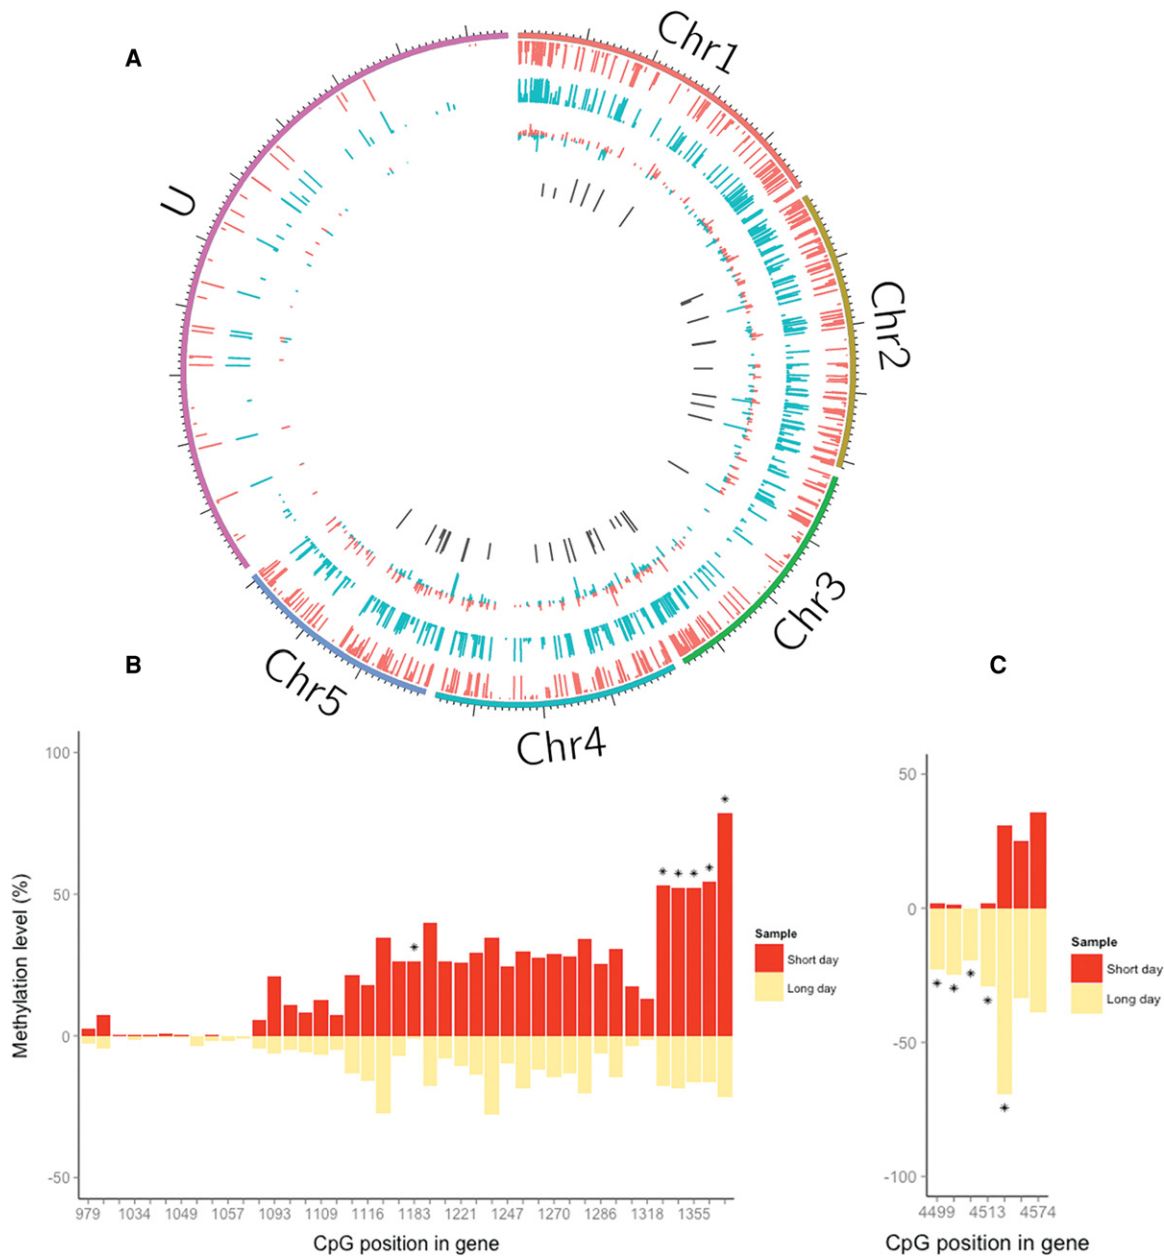 A
Chr1
U
Chr2
Chr3
Chr5
Chr4
B
C
100
50
0
-50
Methylation level (%)
*
* * * *
*
Sample
Short day
Long day
979 1034 1049 1057 1093 1109 1116 1183 1221 1247 1270 1286 1318 1355
CpG position in gene
50
0
-50
-100
* * * *
*
Sample
Short day
Long day
4499 4513 4574
CpG position in gene